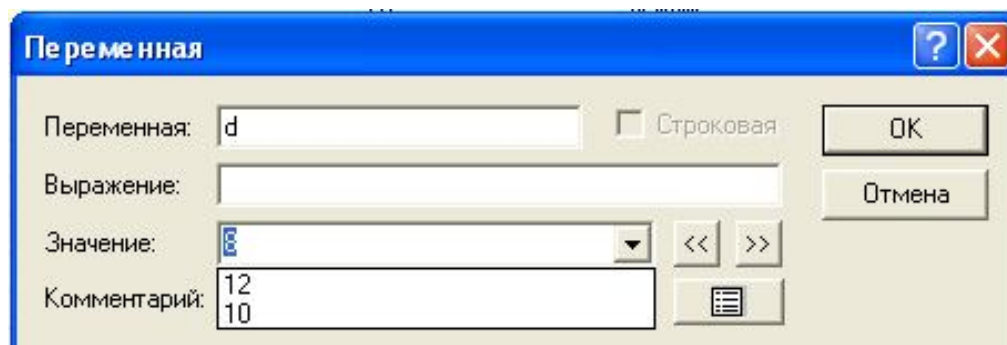 Переменная
Переменная: d Строковая OK
Выражение: Отмена
Значение: 8 << >>
12
Комментарий:
10